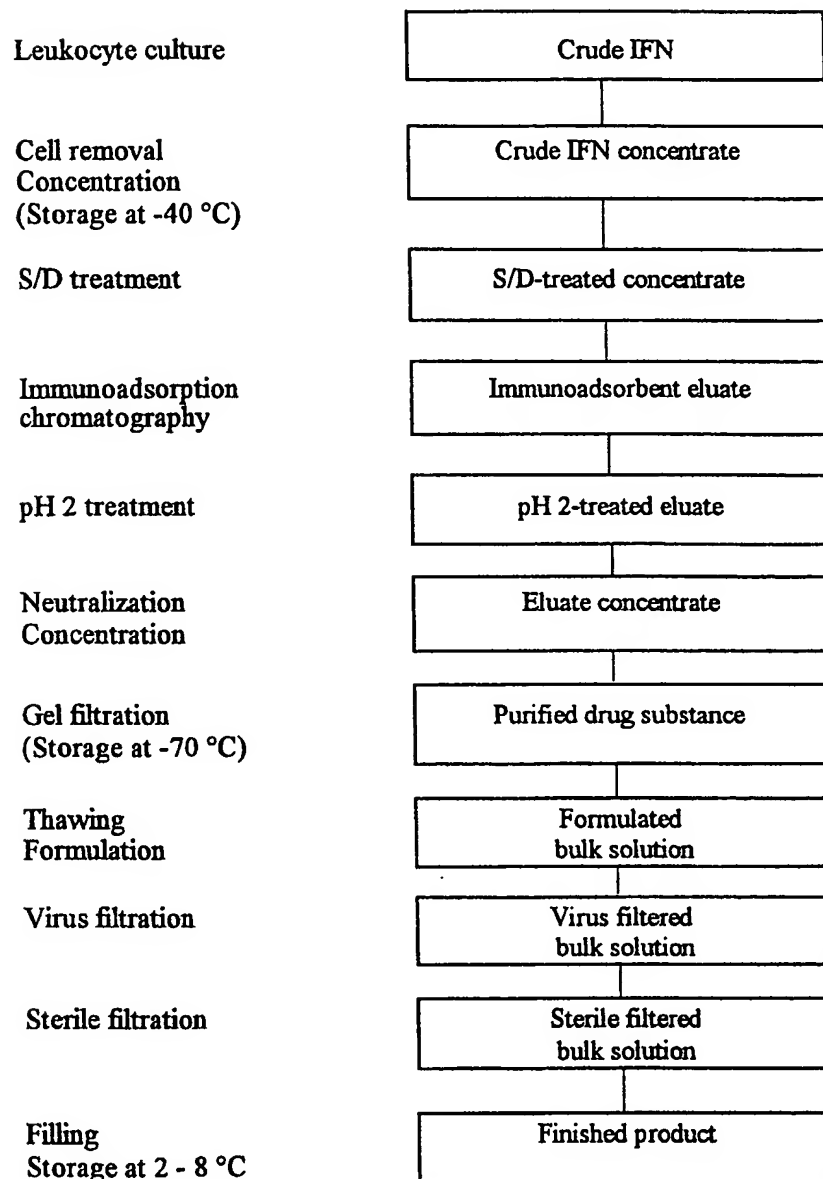 Leukocyte culture
Crude IFN
Cell removal
Concentration
(Storage at -40 °C)
Crude IFN concentrate
S/D treatment
S/D-treated concentrate
Immunoadsorption
chromatography
Immunoadsorbent eluate
pH 2 treatment
pH 2-treated eluate
Neutralization
Concentration
Eluate concentrate
Gel filtration
(Storage at -70 °C)
Purified drug substance
Thawing
Formulation
Formulated
bulk solution
Virus filtration
Virus filtered
bulk solution
Sterile filtration
Sterile filtered
bulk solution
Filling
Storage at 2 - 8 °C
Finished product